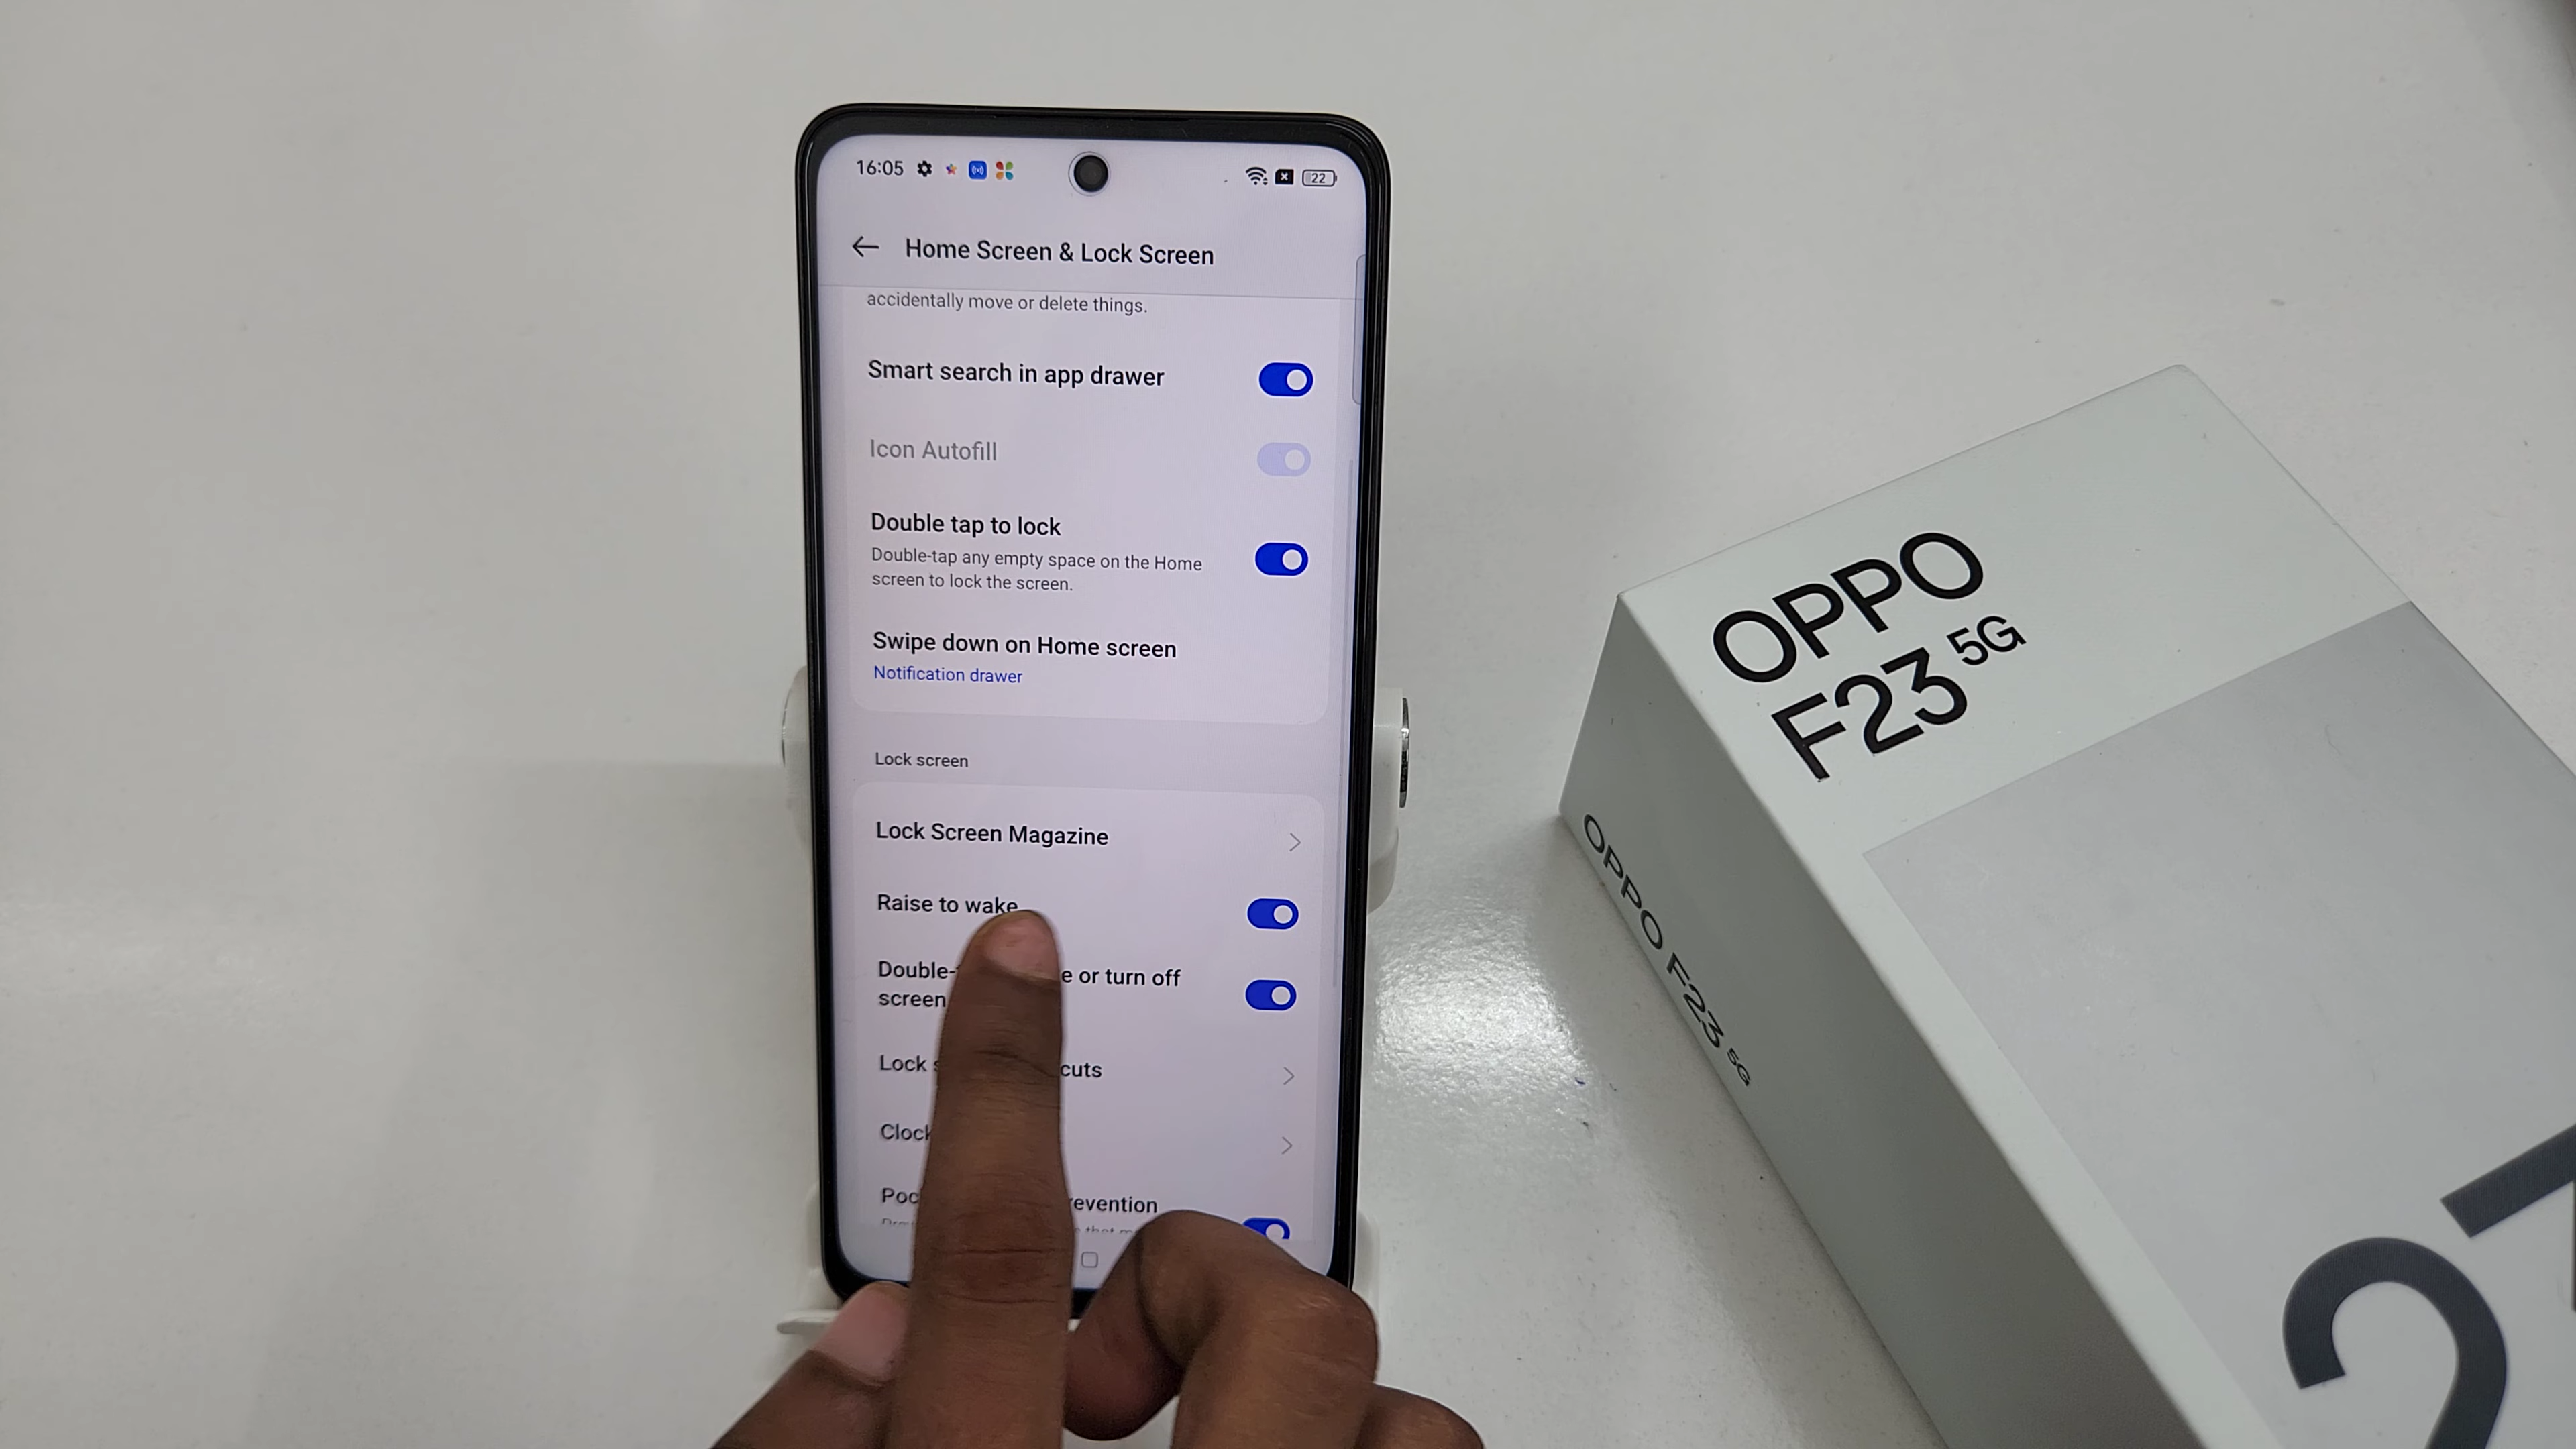 16:05
22
Home Screen & Lock Screen
accidentally move or delete things.
Smart search in app drawer
Icon Autofill
Double tap to lock
Double-tap any empty space on the Home
screen to lock the screen.
Swipe down on Home screen
Notification drawer
Lock screen
Lock Screen Magazine
Raise to wake
Double- or turn off
screen
Lock
Clock
OPPO
F23 5G
OPPO F23 5G